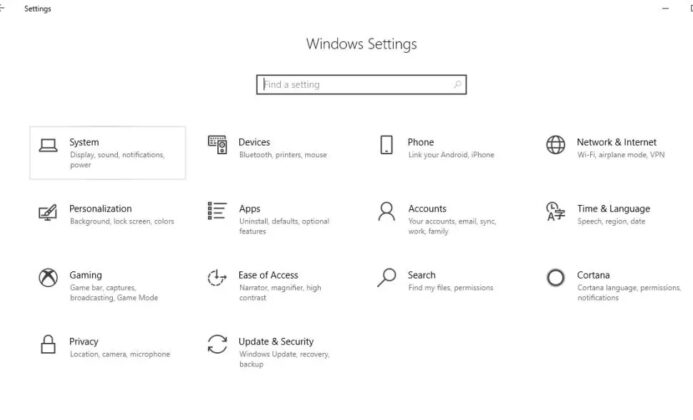 Settings
Windows Settings
Find a setting
System
Display, sound, notifications,
power
Devices
Bluetooth, printers, mouse
Phone
Link your Android, iPhone
Network & Internet
Wi-Fi, airplane mode, VPN
Personalization
Background, lock screen, colors
Apps
Uninstall, defaults, optional
features
Accounts
Your accounts, email, sync,
work, family
Time & Language
Speech, region, date
Gaming
Game bar, captures,
broadcasting, Game Mode
Ease of Access
Narrator, magnifier, high
contrast
Search
Find my files, permissions
Cortana
Cortana language, permissions,
notifications
Privacy
Location, camera, microphone
Update & Security
Windows Update, recovery,
backup